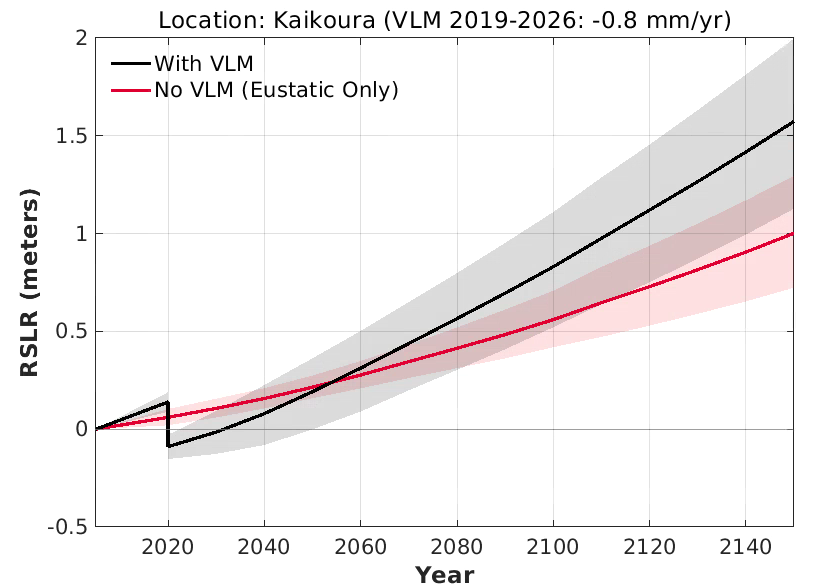 Location: Kaikoura (VLM 2019-2026: -0.8 mm/yr)
2
With VLM
No VLM (Eustatic Only)
1.5
1
0.5
0
-0.5
RSLR (meters)
2020 2040 2060 2080 2100 2120 2140
Year